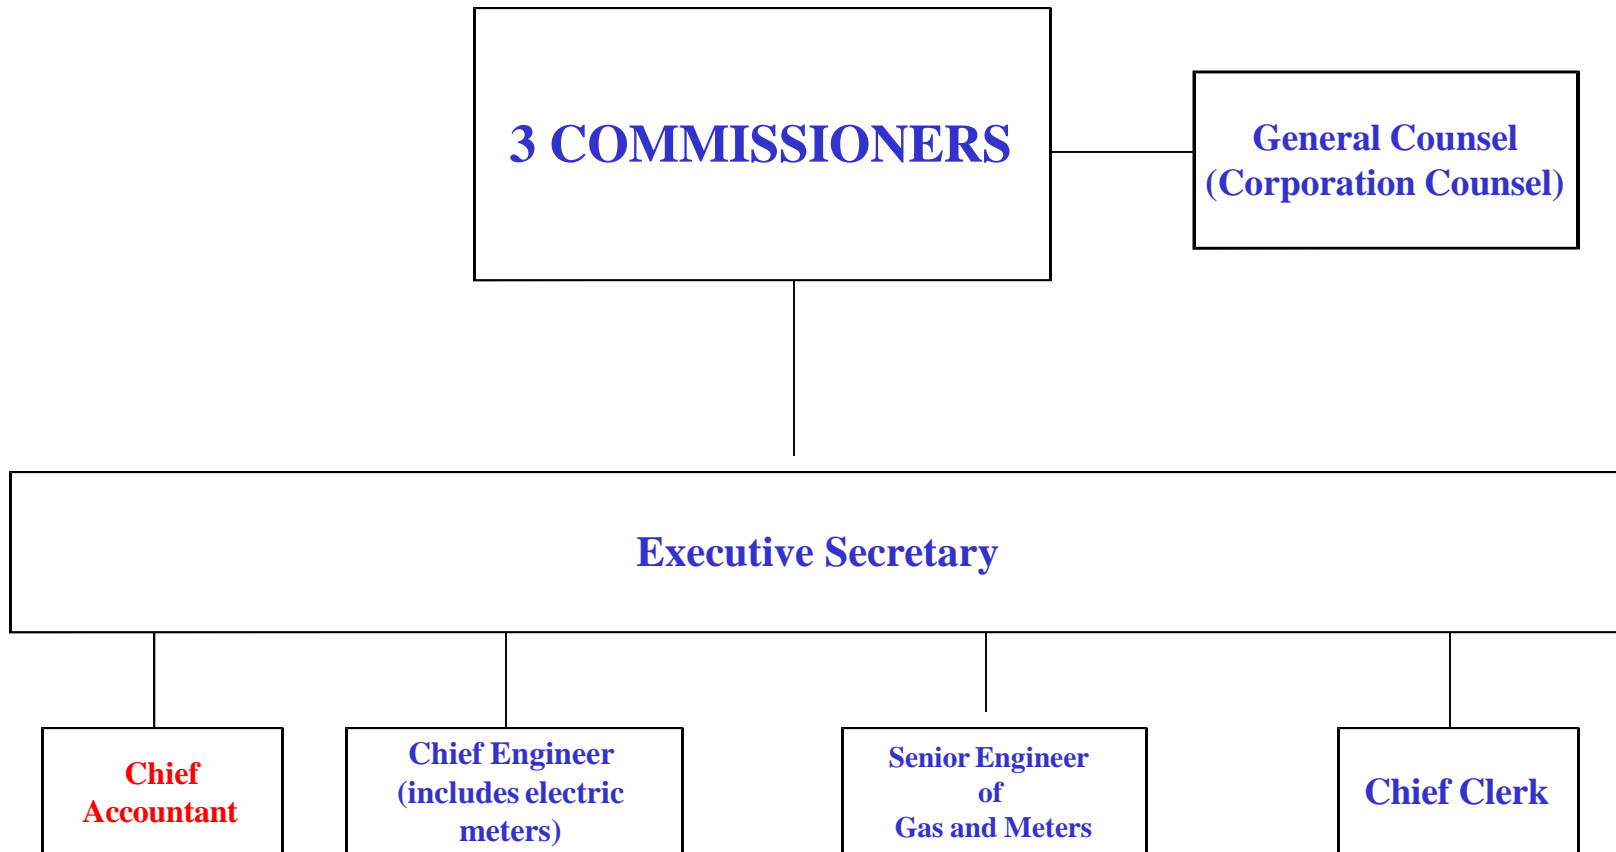 3 COMMISSIONERS
General Counsel
(Corporation Counsel)
Executive Secretary
Chief
Accountant
Chief Engineer
(includes electric
meters)
Senior Engineer
of
Gas and Meters
Chief Clerk